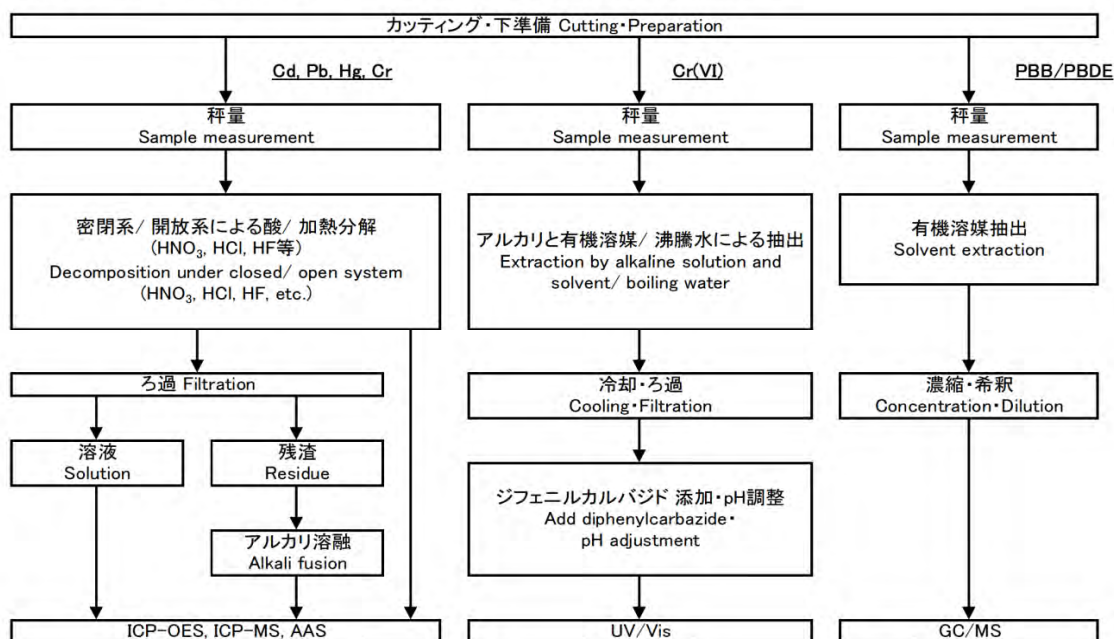 カッティング・下準備 Cutting・Preparation
Cd, Pb, Hg, Cr
Cr(VI)
PBB/PBDE
秤量
Sample measurement
秤量
Sample measurement
秤量
Sample measurement
密閉系/ 開放系による酸/ 加熱分解
(HNO₃, HCl, HF等)
Decomposition under closed/ open system
(HNO₃, HCl, HF, etc.)
アルカリと有機溶媒/ 沸騰水による抽出
Extraction by alkaline solution and
solvent/ boiling water
有機溶媒抽出
Solvent extraction
ろ過 Filtration
冷却・ろ過
Cooling・Filtration
濃縮・希釈
Concentration・Dilution
溶液
Solution
残渣
Residue
ジフェニルカルバジド 添加・pH調整
Add diphenylcarbazide・
pH adjustment
アルカリ溶融
Alkali fusion
ICP-OES, ICP-MS, AAS
UV/Vis
GC/MS